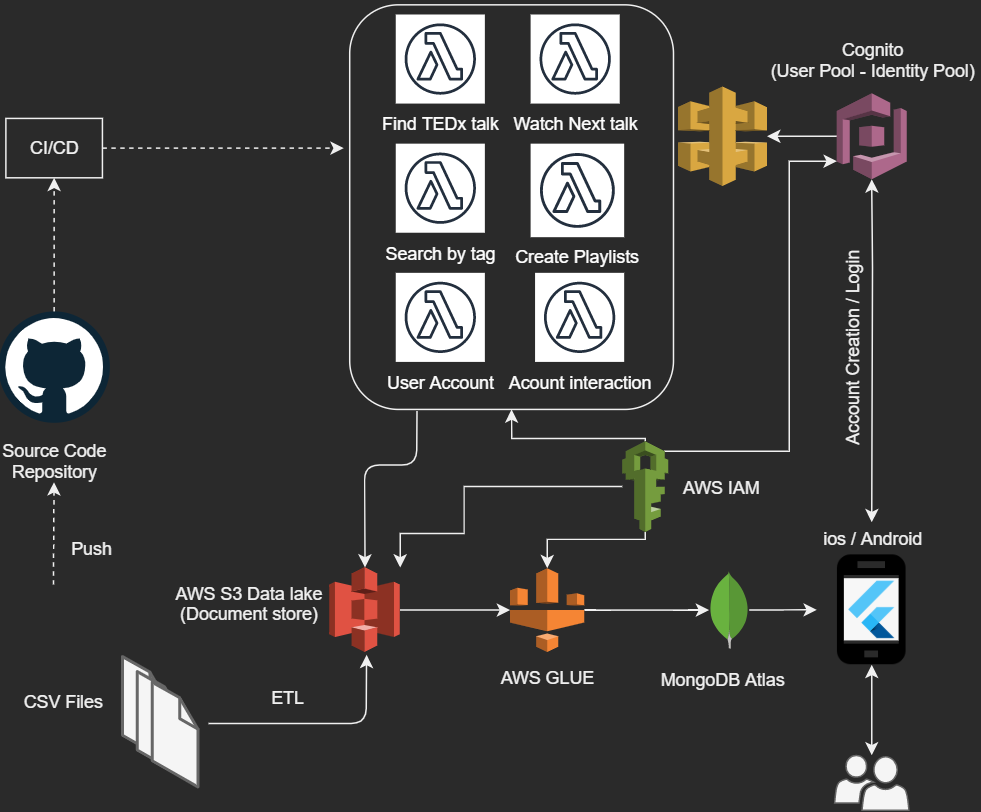 Cognito
(User Pool - Identity Pool)
Find TEDx talk
Watch Next talk
CI/CD
Search by tag
Create Playlists
User Account
Acount interaction
Account Creation / Login
Source Code
Repository
AWS IAM
Push
ios / Android
AWS S3 Data lake
(Document store)
AWS GLUE
MongoDB Atlas
CSV Files
ETL